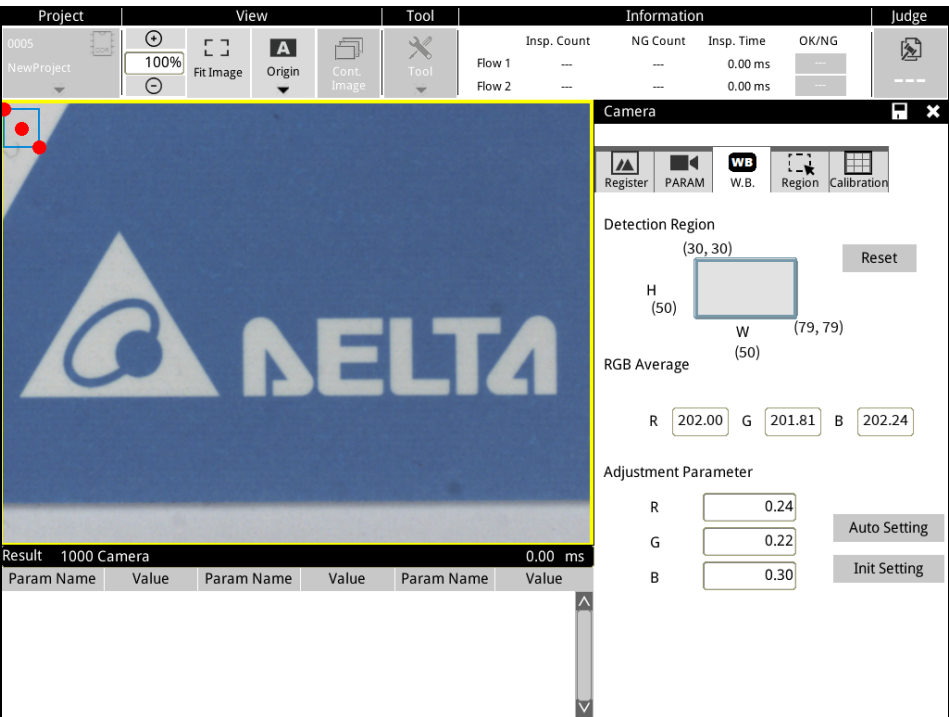 Project View Tool Information Judge
0005
NewProject
100%
Fit Image
A
Origin
Cont.
Image
Tool
Insp. Count NG Count Insp. Time OK/NG
Flow 1 --- --- 0.00 ms ---
Flow 2 --- --- 0.00 ms ---
---
DELTA
Camera
Register PARAM WB W.B. Region Calibration
Detection Region
(30, 30)
Reset
H
(50)
(79, 79)
W
(50)
RGB Average
R 202.00 G 201.81 B 202.24
Adjustment Parameter
R 0.24
Auto Setting
G 0.22
Init Setting
B 0.30
Result 1000 Camera 0.00 ms
Param Name Value Param Name Value Param Name Value